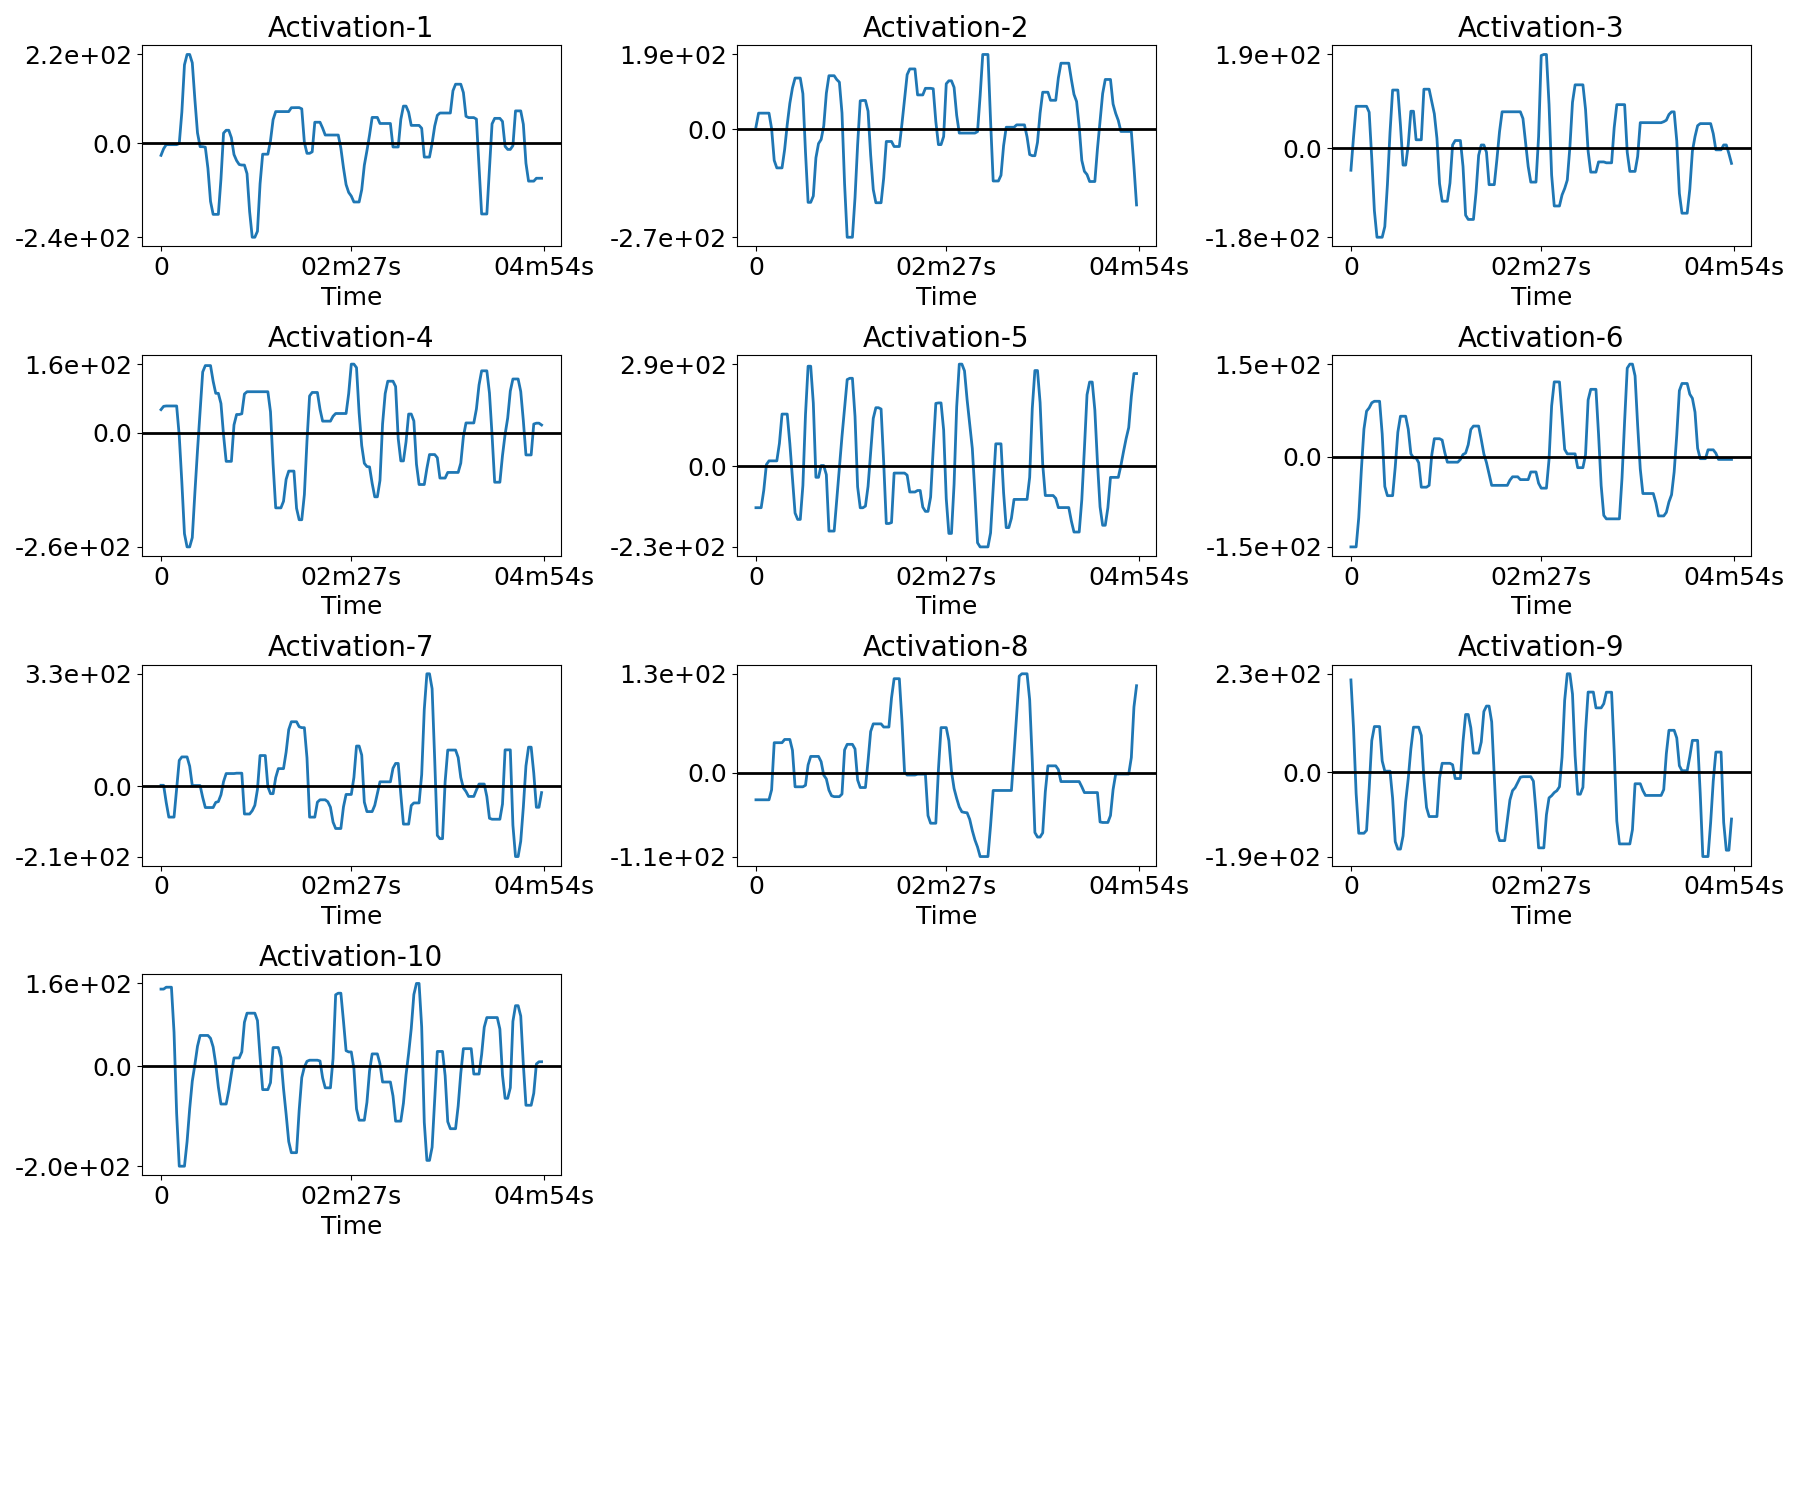 Activation-1
2.2e+02
0.0
-2.4e+02
0 02m27s 04m54s
Time
Activation-2
1.9e+02
0.0
-2.7e+02
0 02m27s 04m54s
Time
Activation-3
1.9e+02
0.0
-1.8e+02
0 02m27s 04m54s
Time
Activation-4
1.6e+02
0.0
-2.6e+02
0 02m27s 04m54s
Time
Activation-5
2.9e+02
0.0
-2.3e+02
0 02m27s 04m54s
Time
Activation-6
1.5e+02
0.0
-1.5e+02
0 02m27s 04m54s
Time
Activation-7
3.3e+02
0.0
-2.1e+02
0 02m27s 04m54s
Time
Activation-8
1.3e+02
0.0
-1.1e+02
0 02m27s 04m54s
Time
Activation-9
2.3e+02
0.0
-1.9e+02
0 02m27s 04m54s
Time
Activation-10
1.6e+02
0.0
-2.0e+02
0 02m27s 04m54s
Time